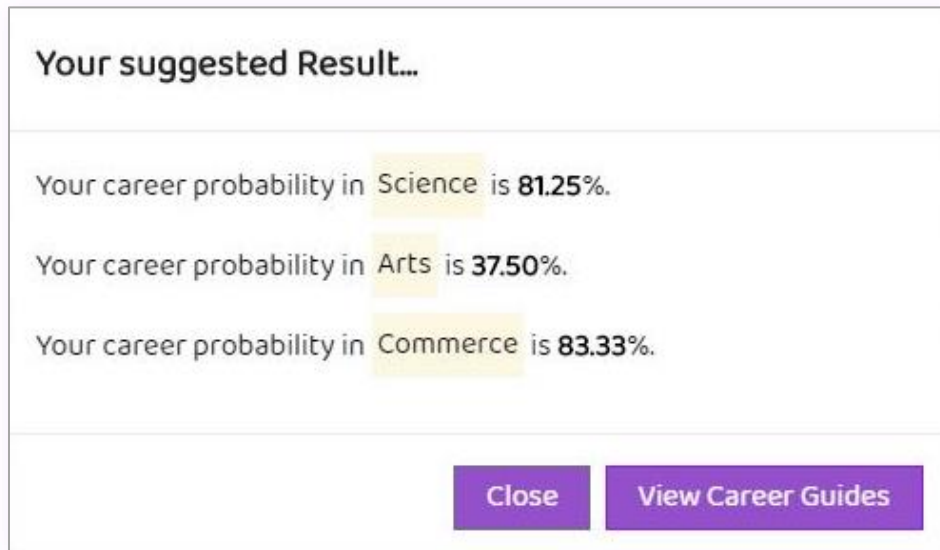 Your suggested Result...
Your career probability in Science is 81.25%.
Your career probability in Arts is 37.50%.
Your career probability in Commerce is 83.33%.
Close
View Career Guides